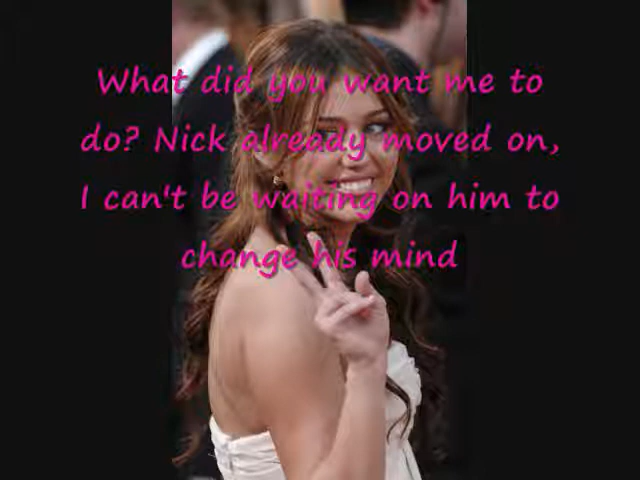 What did you want me to
do? Nick already moved on,
I can't be waiting on him to
change his mind